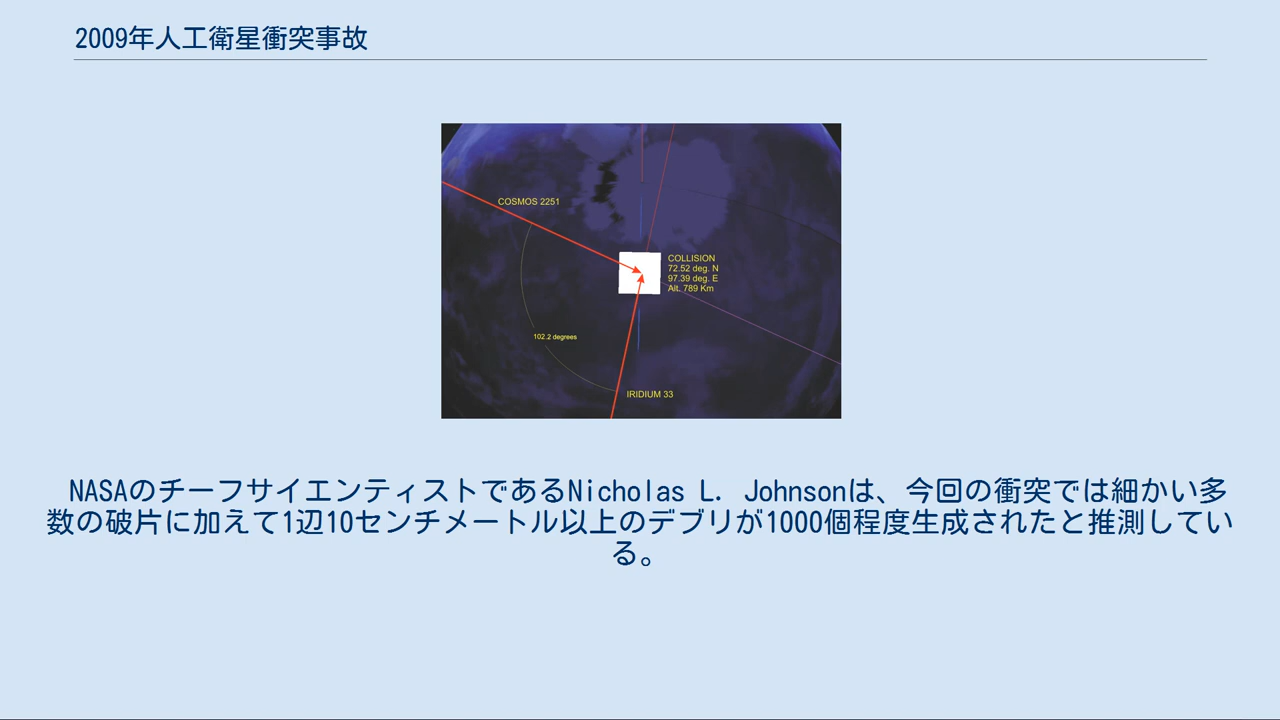 2009年人工衛星衝突事故
COSMOS 2251
COLLISION
72.52 deg. N
97.39 deg. E
Alt. 789 Km
102.2 degrees
IRIDIUM 33
NASAのチーフサイエンティストであるNicholas L. Johnsonは、今回の衝突では細かい多
数の破片に加えて1辺10センチメートル以上のデブリが1000個程度生成されたと推測してい
る。